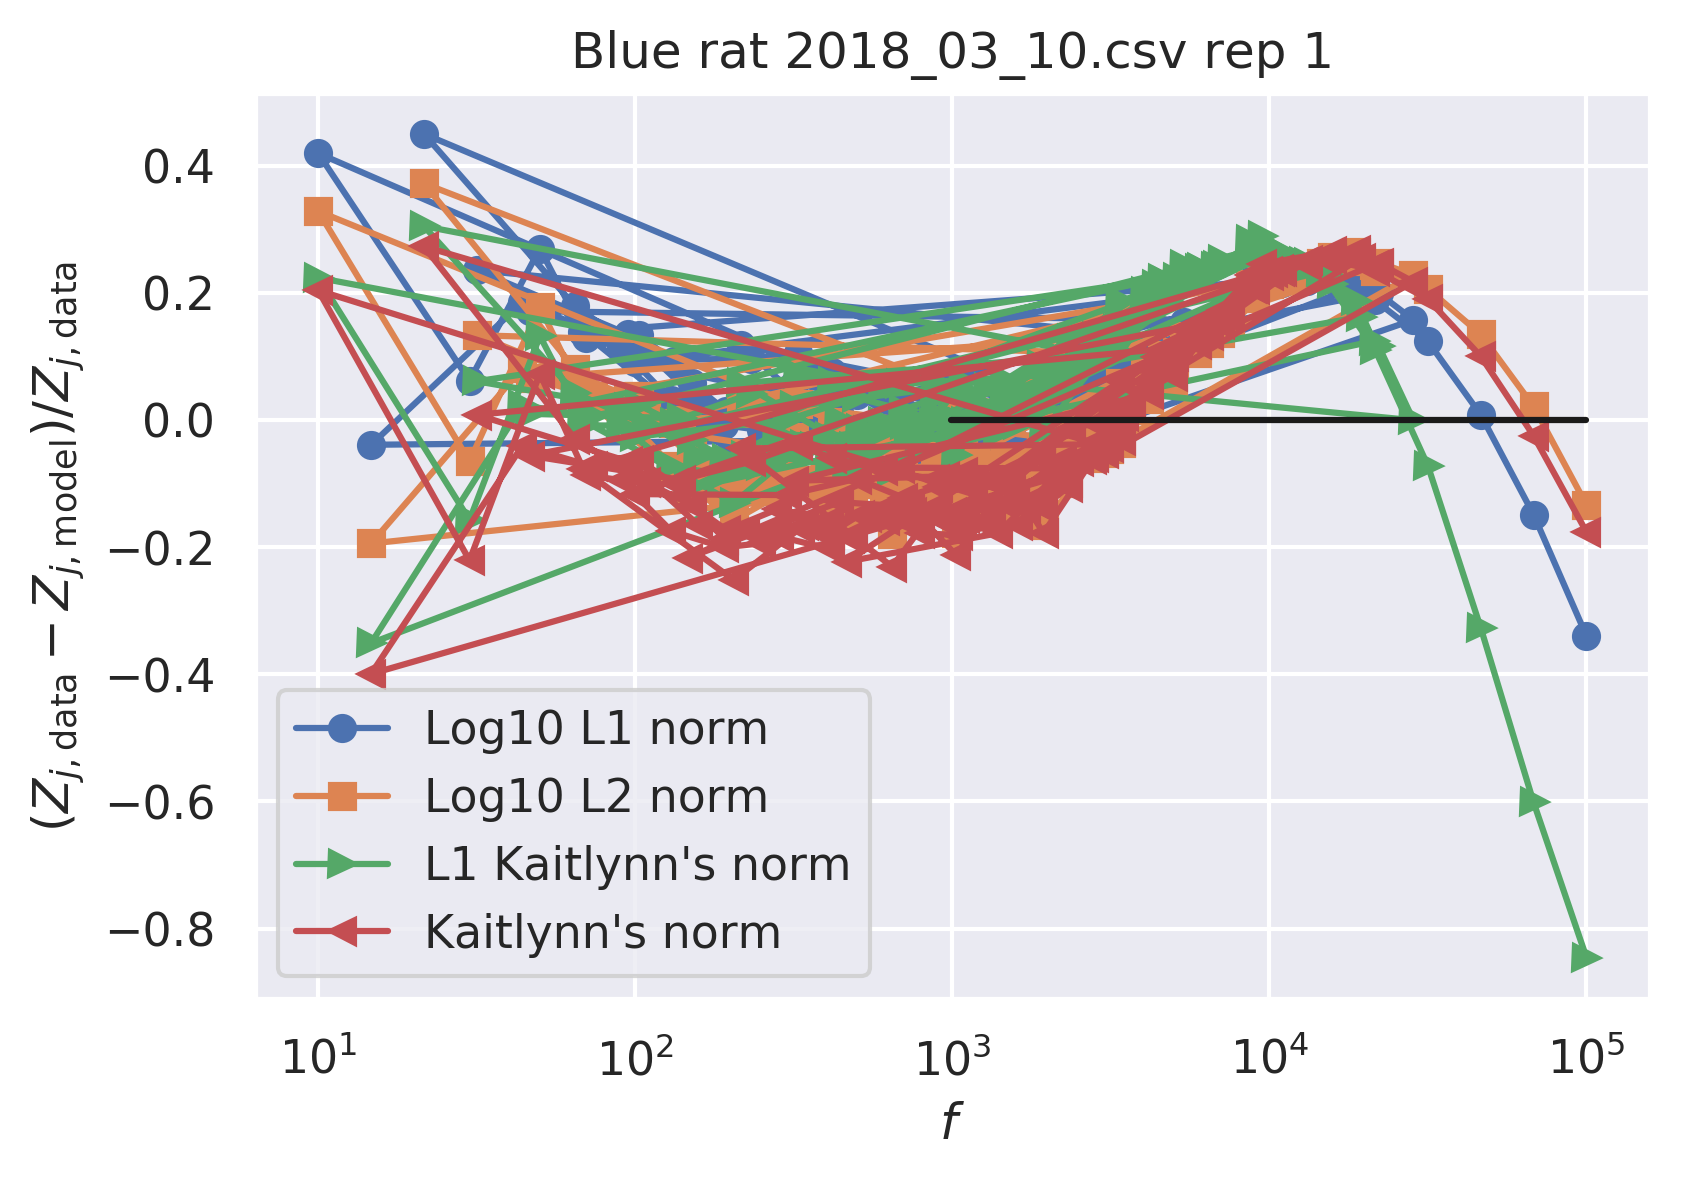 Blue rat 2018_03_10.csv rep 1
(Z_{j, data} − Z_{j, model})/Z_{j, data}
0.4
0.2
0.0
−0.2
−0.4
−0.6
−0.8
Log10 L1 norm
Log10 L2 norm
L1 Kaitlynn's norm
Kaitlynn's norm
10^1 10^2 10^3 10^4 10^5
f